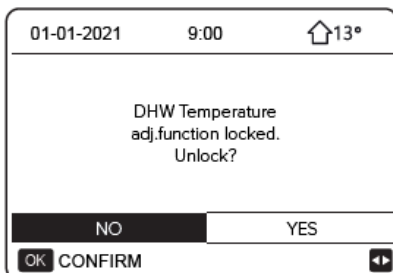 01-01-2021 9:00 13°
DHW Temperature
adj.function locked.
Unlock?
NO YES
OK CONFIRM